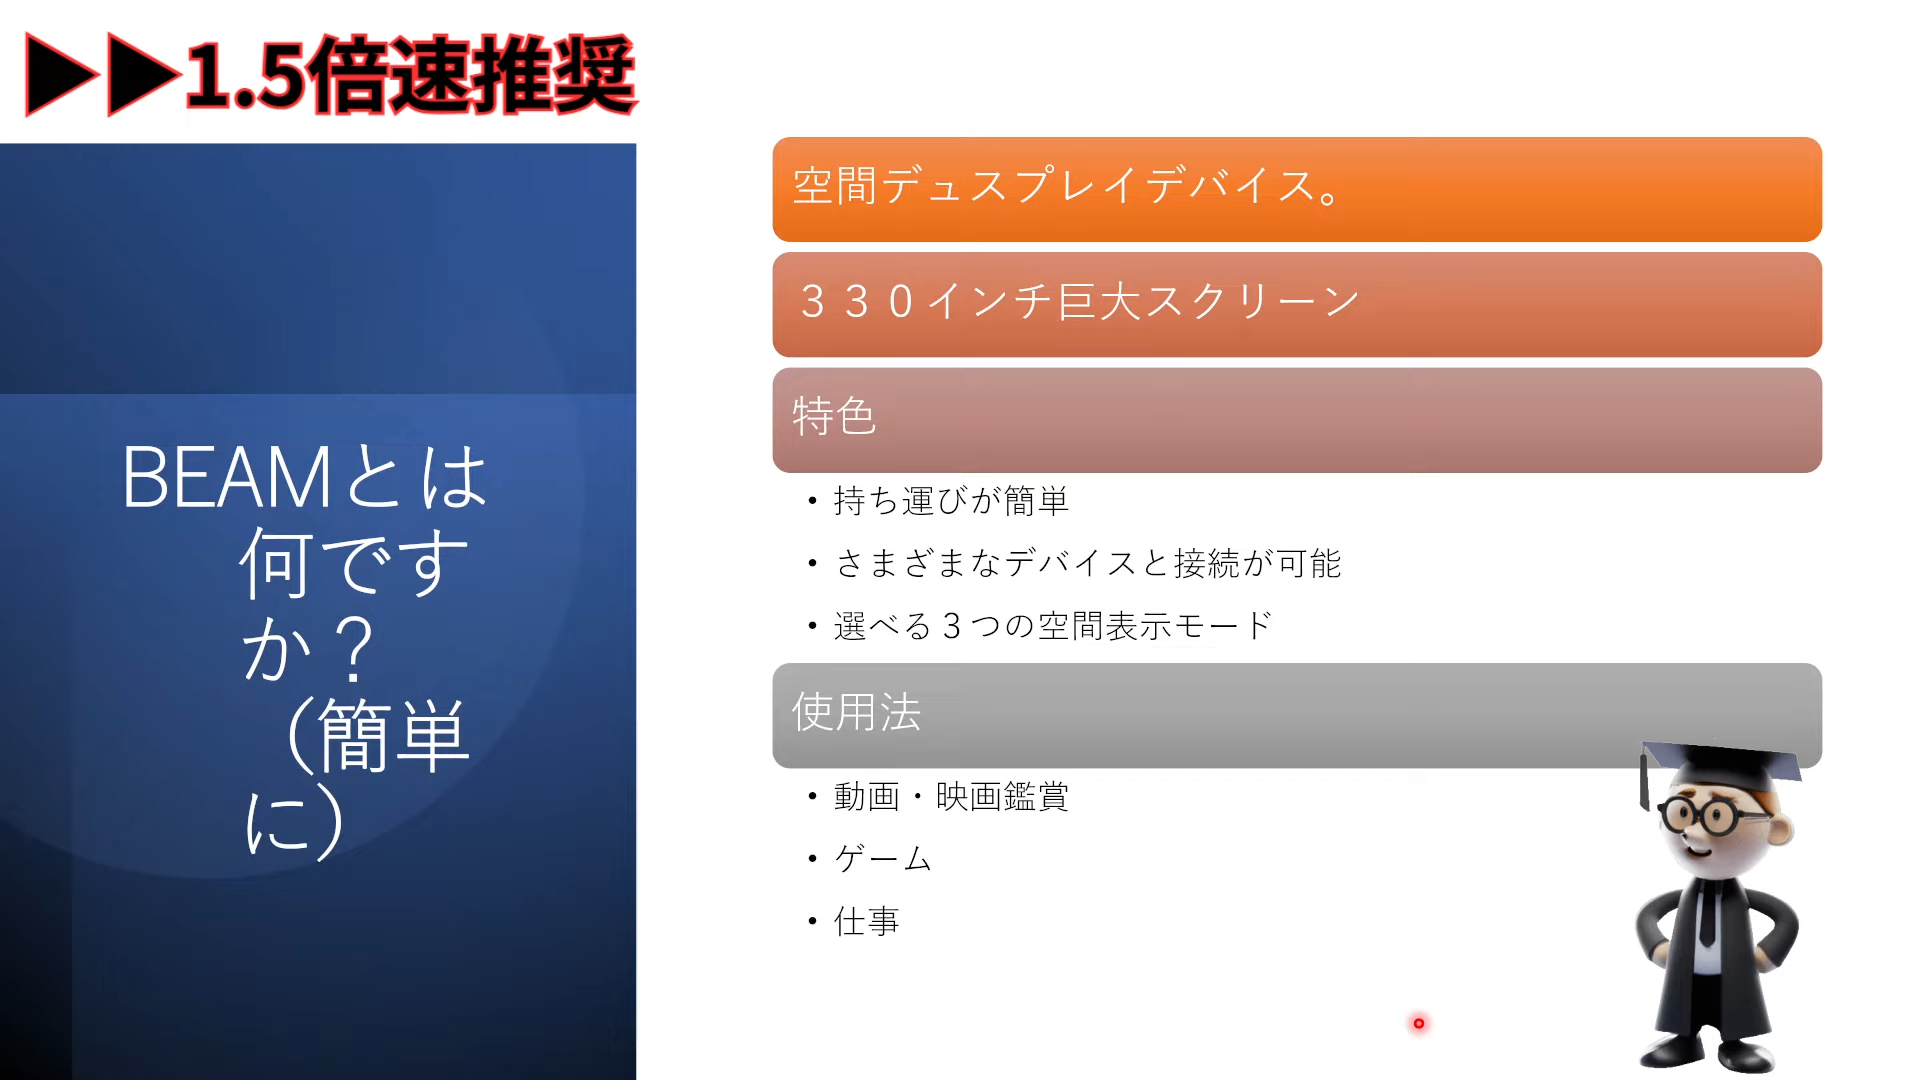 ▶▶1.5倍速推奨
BEAMとは
何です
か？
（簡単
に）
空間デュスプレイデバイス。
３３０インチ巨大スクリーン
特色
• 持ち運びが簡単
• さまざまなデバイスと接続が可能
• 選べる３つの空間表示モード
使用法
• 動画・映画鑑賞
• ゲーム
• 仕事